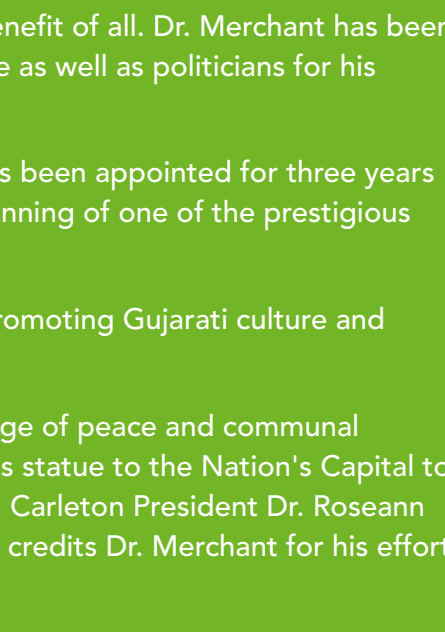 enefit of all. Dr. Merchant has been
e as well as politicians for his
s been appointed for three years
nning of one of the prestigious
romoting Gujarati culture and
ge of peace and communal
s statue to the Nation's Capital to
Carleton President Dr. Roseann
credits Dr. Merchant for his effort